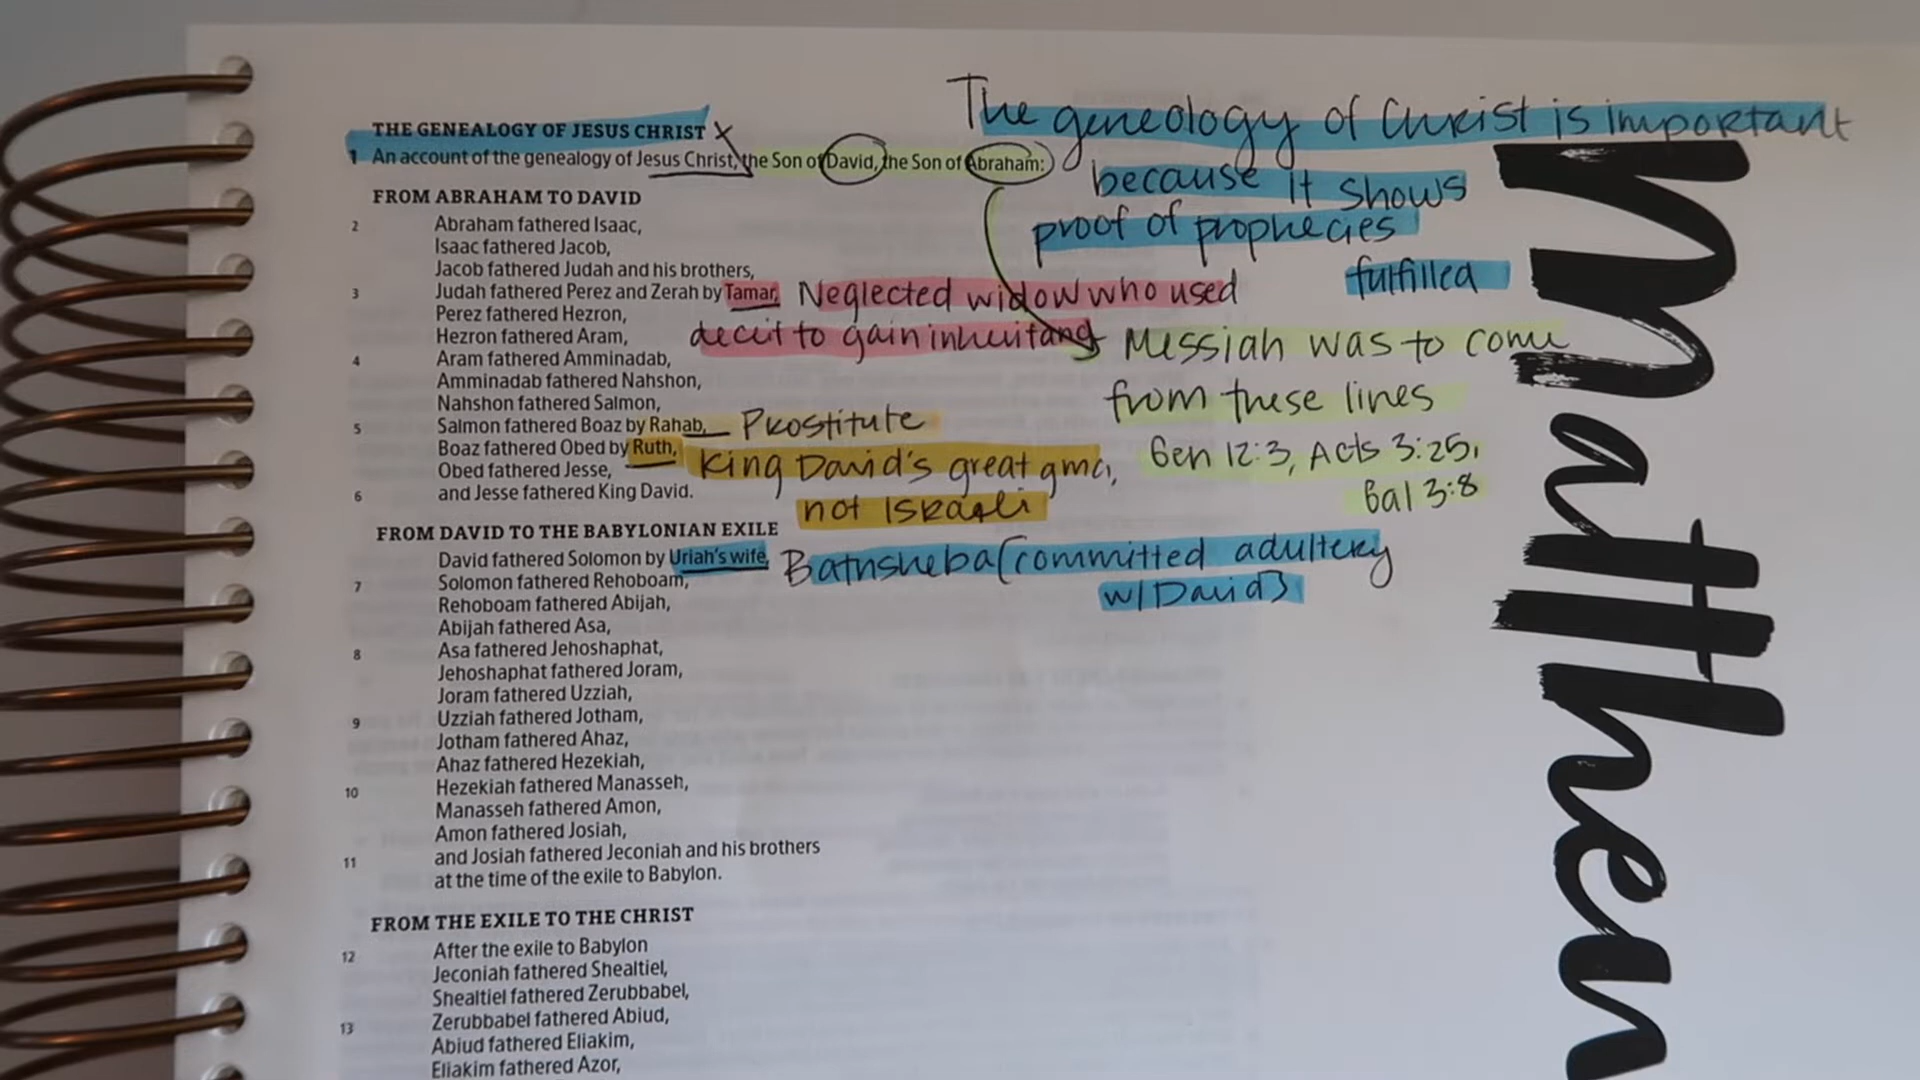 The geneology of Christ is important
because it shows
proof of prophecies
fulfilled
THE GENEALOGY OF JESUS CHRIST
1 An account of the genealogy of Jesus Christ, the Son of David, the Son of Abraham:
FROM ABRAHAM TO DAVID
2 Abraham fathered Isaac,
Isaac fathered Jacob,
Jacob fathered Judah and his brothers,
3 Judah fathered Perez and Zerah by Tamar, Neglected widow who used
Perez fathered Hezron,
Hezron fathered Aram, deceit to gain inheritance
Messiah was to come
from these lines
Gen 12:3, Acts 3:25,
Gal 3:8
4 Aram fathered Amminadab,
Amminadab fathered Nahshon,
Nahshon fathered Salmon,
5 Salmon fathered Boaz by Rahab, Prostitute
Boaz fathered Obed by Ruth, King David's great gma,
Obed fathered Jesse,
not Israeli
6 and Jesse fathered King David.
FROM DAVID TO THE BABYLONIAN EXILE
David fathered Solomon by Uriah's wife, Bathsheba (committed adultery
w/ David)
7 Solomon fathered Rehoboam,
Rehoboam fathered Abijah,
Abijah fathered Asa,
8 Asa fathered Jehoshaphat,
Jehoshaphat fathered Joram,
Joram fathered Uzziah,
9 Uzziah fathered Jotham,
Jotham fathered Ahaz,
Ahaz fathered Hezekiah,
10 Hezekiah fathered Manasseh,
Manasseh fathered Amon,
Amon fathered Josiah,
11 and Josiah fathered Jeconiah and his brothers
at the time of the exile to Babylon.
FROM THE EXILE TO THE CHRIST
12 After the exile to Babylon
Jeconiah fathered Shealtiel,
Shealtiel fathered Zerubbabel,
13 Zerubbabel fathered Abiud,
Abiud fathered Eliakim,
Eliakim fathered Azor,